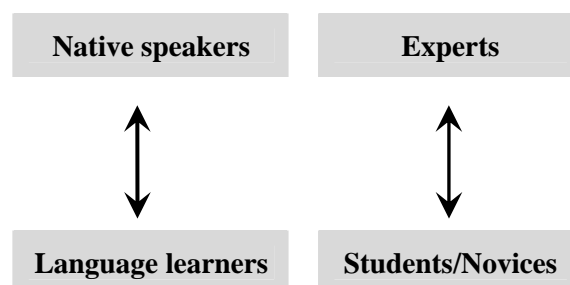 Native speakers
Experts
Language learners
Students/Novices